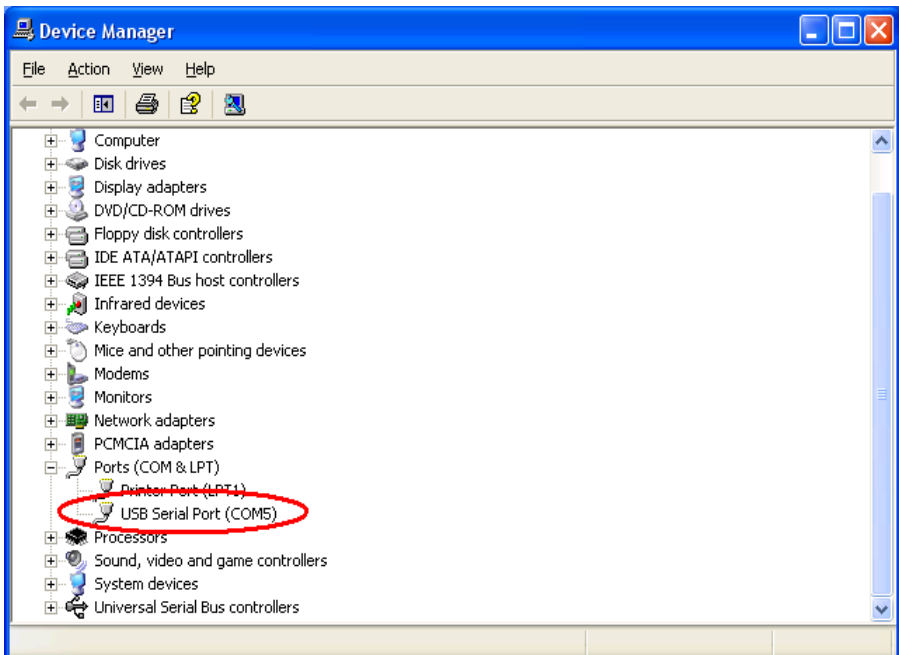 Device Manager
File Action View Help
Computer
Disk drives
Display adapters
DVD/CD-ROM drives
Floppy disk controllers
IDE ATA/ATAPI controllers
IEEE 1394 Bus host controllers
Infrared devices
Keyboards
Mice and other pointing devices
Modems
Monitors
Network adapters
PCMCIA adapters
Ports (COM & LPT)
Printer Port (LPT1)
USB Serial Port (COM5)
Processors
Sound, video and game controllers
System devices
Universal Serial Bus controllers